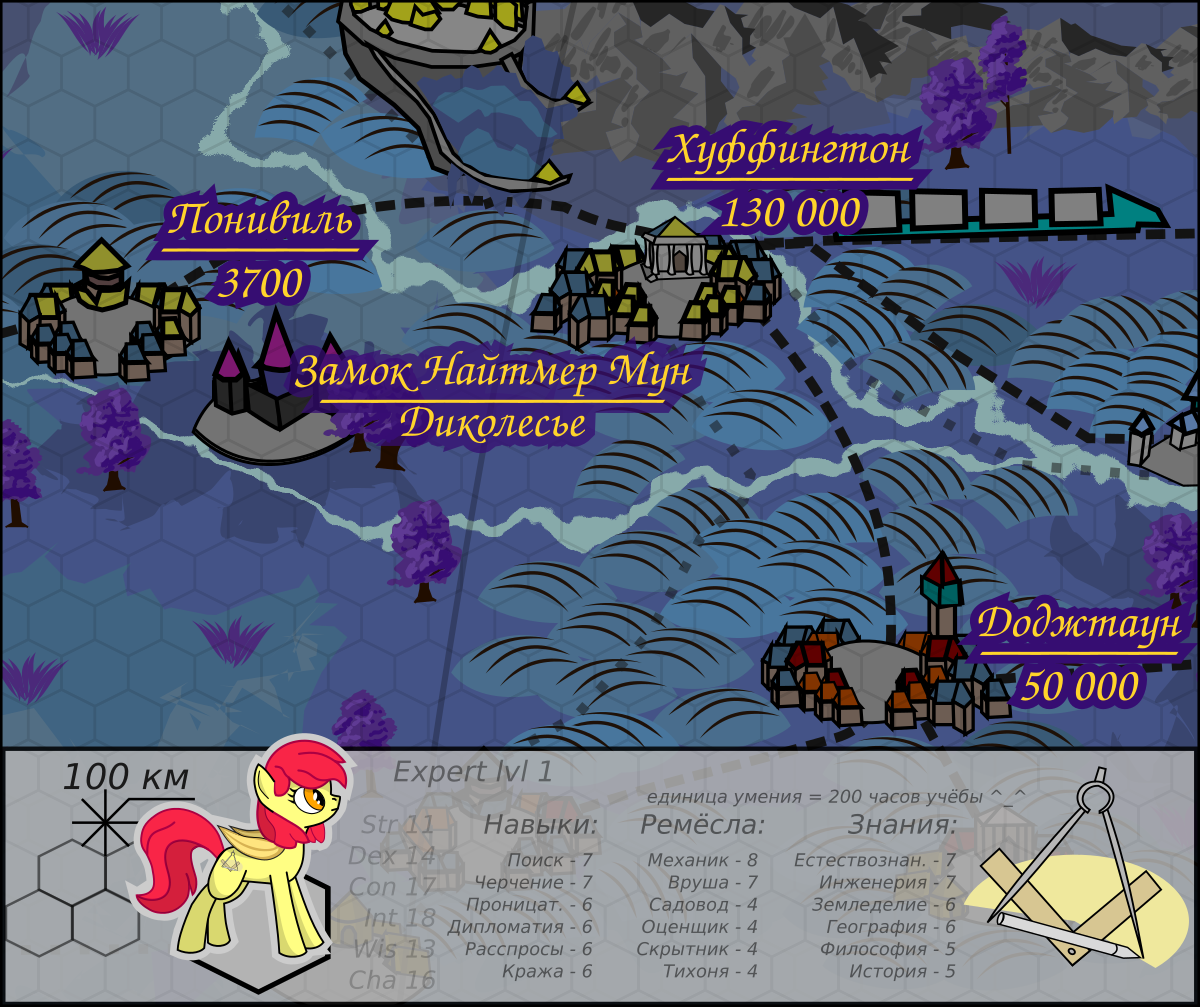 Хуффингтон
130 000
Понивиль
3700
Замок Найтмер Мун
Диколесье
Доджтаун
50 000
100 км
Expert lvl 1
единица умения = 200 часов учёбы ^_^
Str 11
Dex 14
Con 17
Int 18
Wis 13
Cha 16
Навыки:
Поиск - 7
Черчение - 7
Проницат. - 6
Дипломатия - 6
Расспросы - 6
Кража - 6
Ремёсла:
Механик - 8
Вруша - 7
Садовод - 4
Оценщик - 4
Скрытник - 4
Тихоня - 4
Знания:
Естествознан. - 7
Инженерия - 7
Земледелие - 6
География - 6
Философия - 5
История - 5